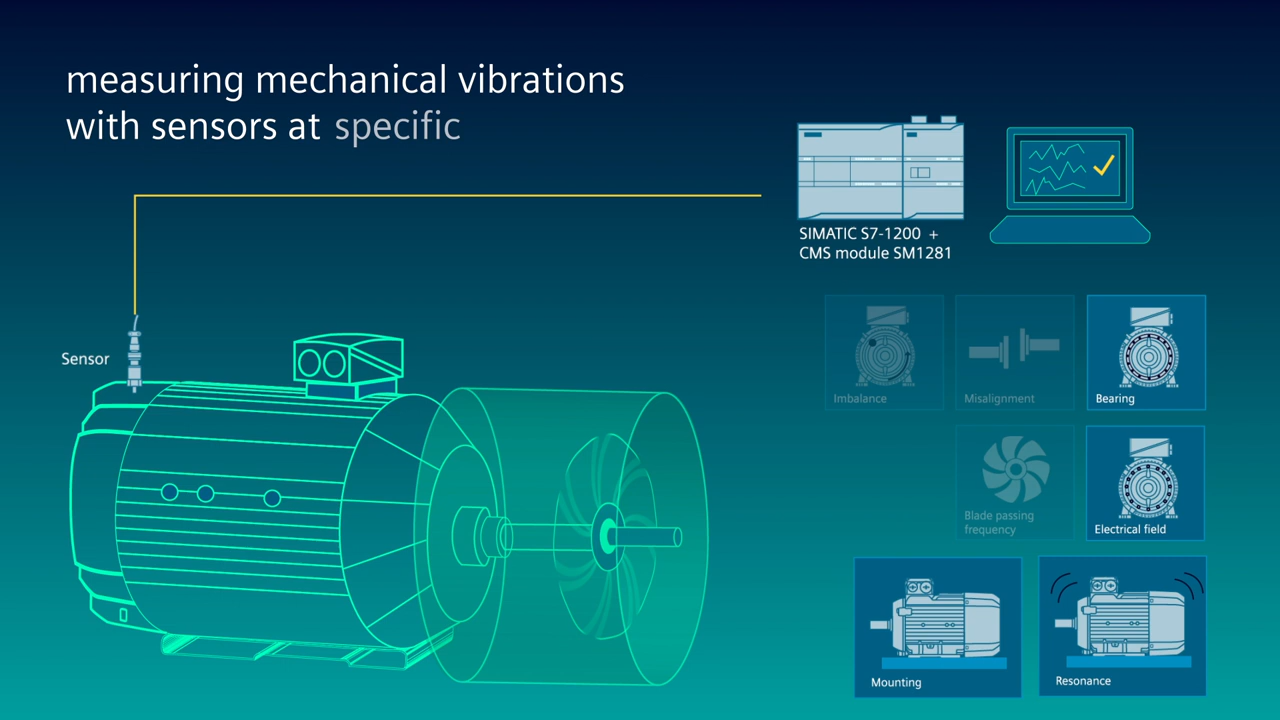 measuring mechanical vibrations
with sensors at specific
SIMATIC S7-1200 +
CMS module SM1281
Sensor
Imbalance
Misalignment
Bearing
Blade passing
frequency
Electrical field
Mounting
Resonance